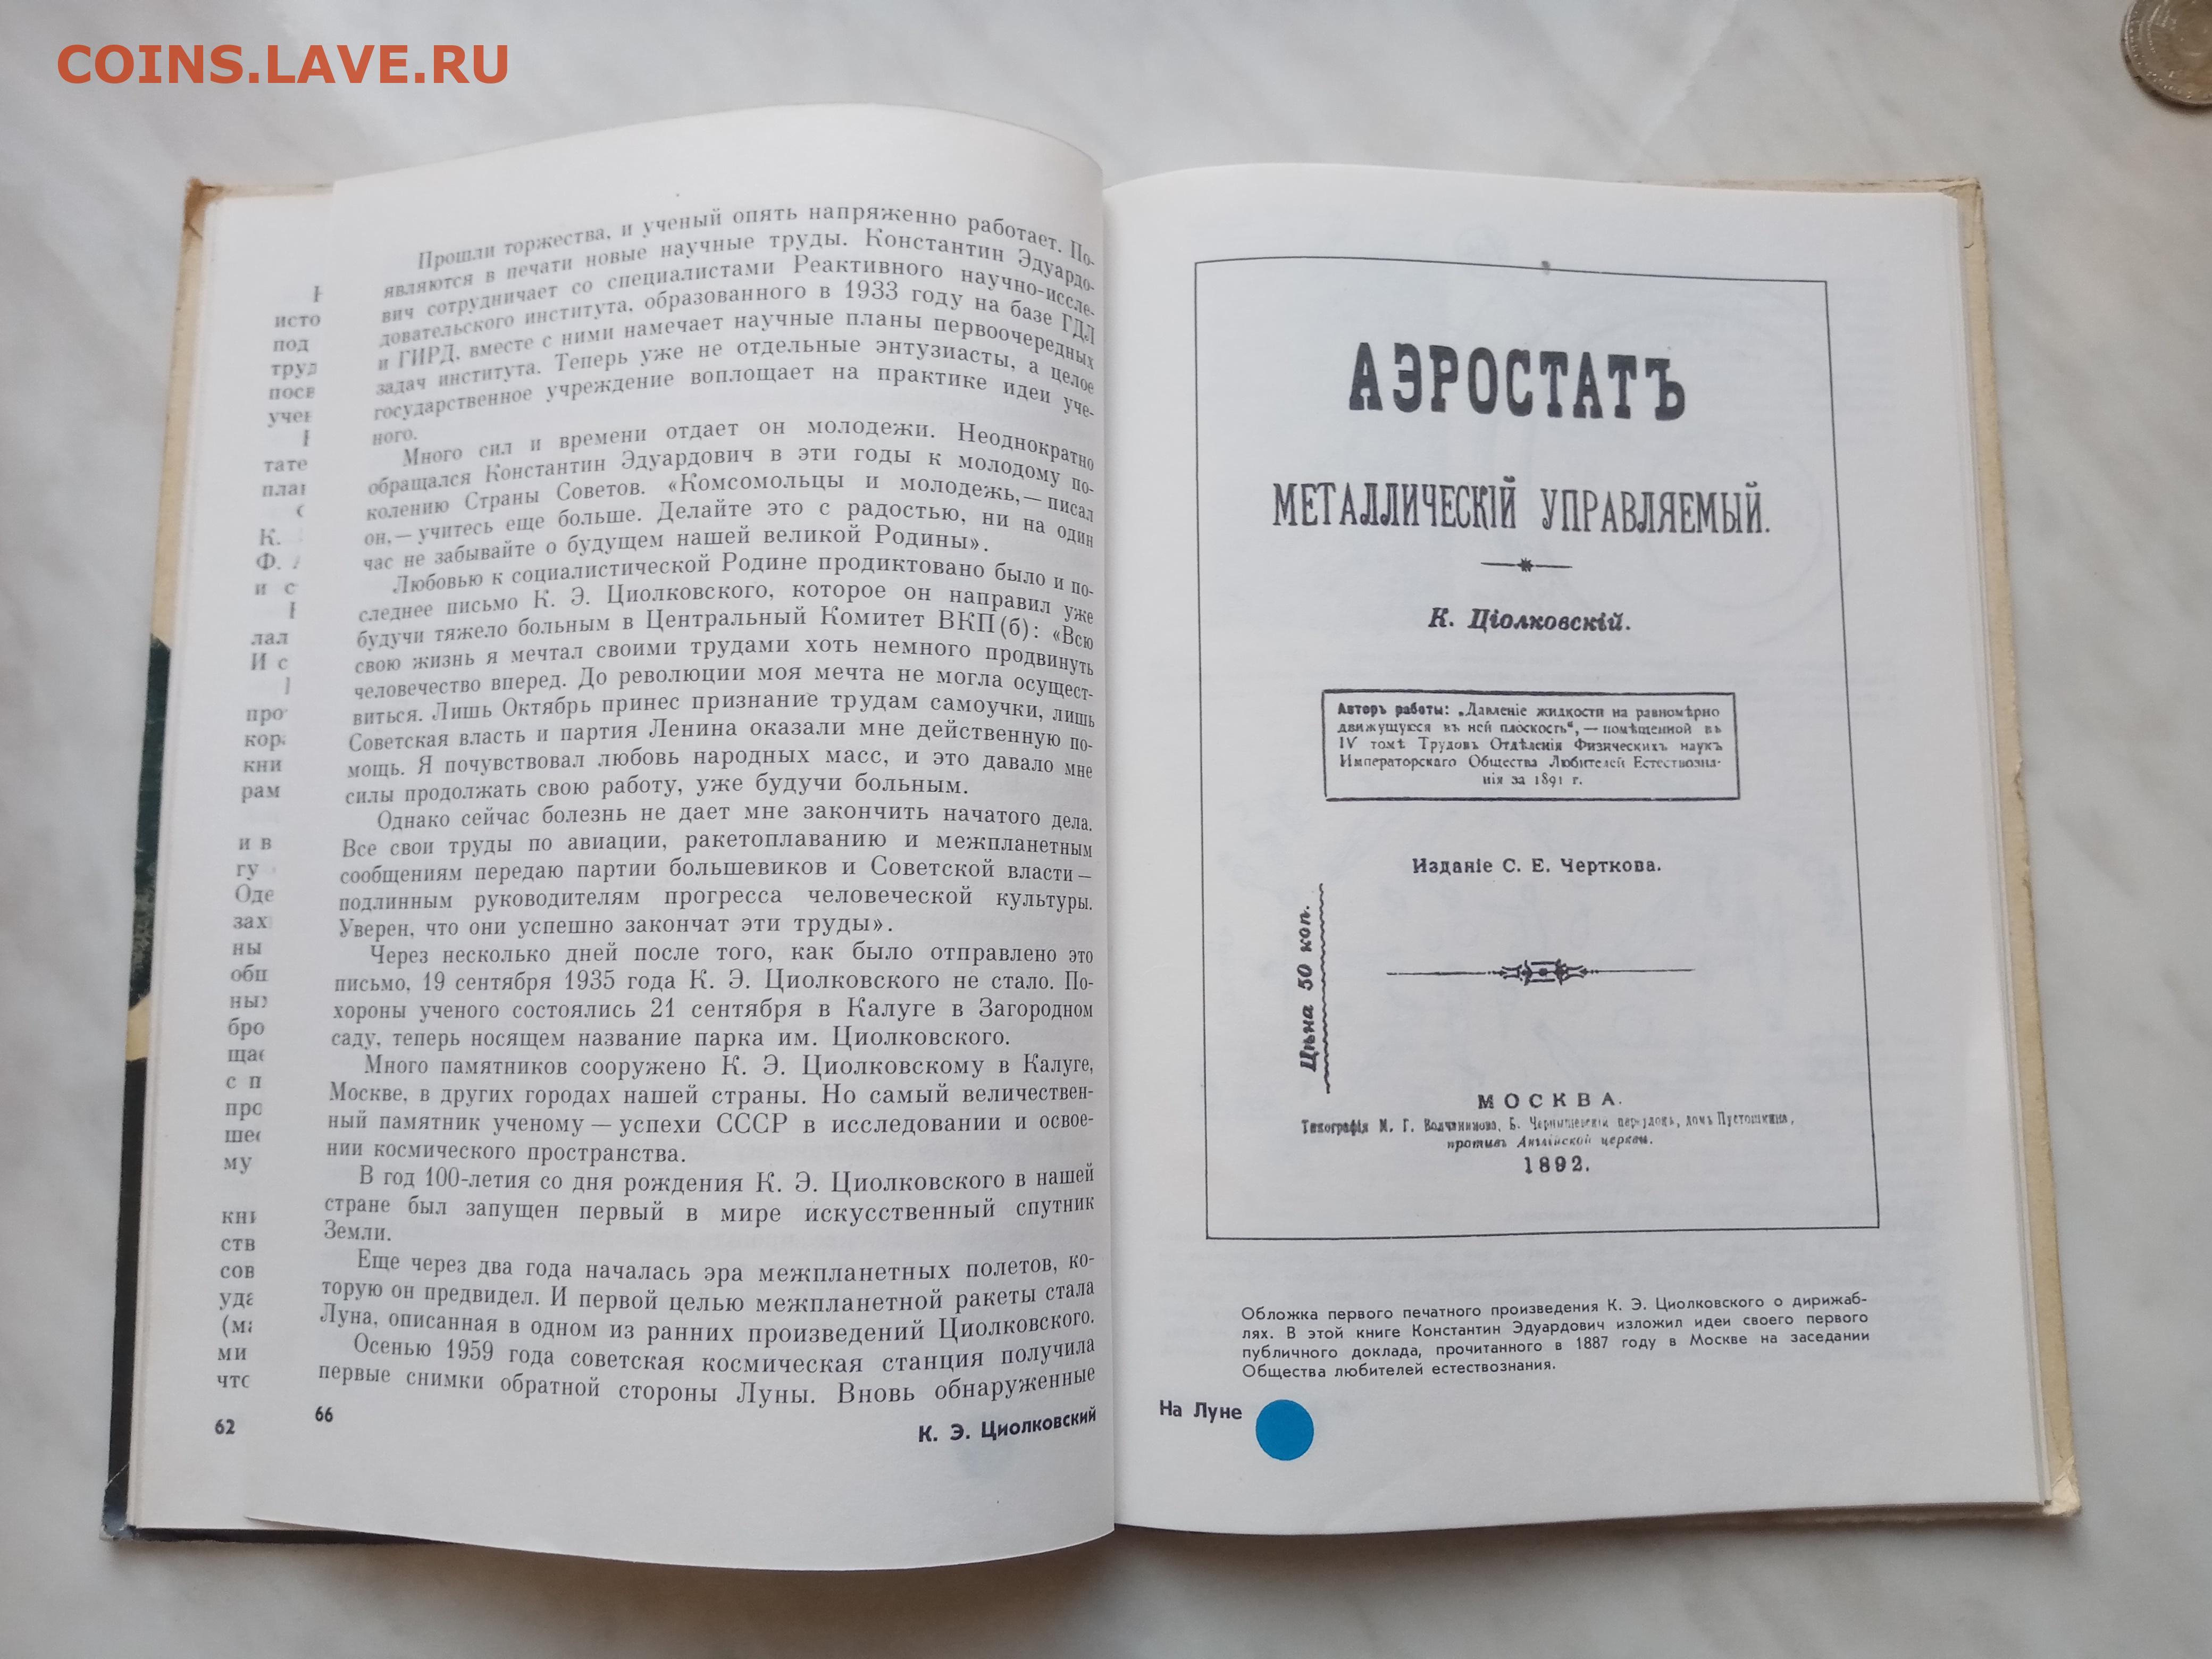 COINS.LAVE.RU
Прошли торжества, и ученый опять напряженно работает. По-
являются в печати новые научные труды. Константин Эдуардо-
вич сотрудничает со специалистами Реактивного научно-иссле-
довательского института, образованного в 1933 году на базе ГДЛ
и ГИРД, вместе с ними намечает научные планы первоочередных
задач института. Теперь уже не отдельные энтузиасты, а целое
государственное учреждение воплощает на практике идеи уче-
ного.
Много сил и времени отдает он молодежи. Неоднократно
обращался Константин Эдуардович в эти годы к молодому по-
колению Страны Советов. «Комсомольцы и молодежь,— писал
он,— учитесь еще больше. Делайте это с радостью, ни на один
час не забывайте о будущем нашей великой Родины».
Любовью к социалистической Родине продиктовано было и по-
следнее письмо К. Э. Циолковского, которое он направил уже
будучи тяжело больным в Центральный Комитет ВКП(б): «Всю
свою жизнь я мечтал своими трудами хоть немного продвинуть
человечество вперед. До революции моя мечта не могла осущест-
виться. Лишь Октябрь принес признание трудам самоучки, лишь
Советская власть и партия Ленина оказали мне действенную по-
мощь. Я почувствовал любовь народных масс, и это давало мне
силы продолжать свою работу, уже будучи больным.
Однако сейчас болезнь не дает мне закончить начатого дела.
Все свои труды по авиации, ракетоплаванию и межпланетным
сообщениям передаю партии большевиков и Советской власти —
подлинным руководителям прогресса человеческой культуры.
Уверен, что они успешно закончат эти труды».
Через несколько дней после того, как было отправлено это
письмо, 19 сентября 1935 года К. Э. Циолковского не стало. По-
хороны ученого состоялись 21 сентября в Калуге в Загородном
саду, теперь носящем название парка им. Циолковского.
Много памятников сооружено К. Э. Циолковскому в Калуге,
Москве, в других городах нашей страны. Но самый величествен-
ный памятник ученому — успехи СССР в исследовании и освое-
нии космического пространства.
В год 100-летия со дня рождения К. Э. Циолковского в нашей
стране был запущен первый в мире искусственный спутник
Земли.
Еще через два года началась эра межпланетных полетов, ко-
торую он предвидел. И первой целью межпланетной ракеты стала
Луна, описанная в одном из ранних произведений Циолковского.
Осенью 1959 года советская космическая станция получила
первые снимки обратной стороны Луны. Вновь обнаруженные
62
66
К. Э. Циолковский
АЭРОСТАТЪ
МЕТАЛЛИЧЕСКІЙ УПРАВЛЯЕМЫЙ.
К. Ціолковскій.
Авторъ работы: „Давленіе жидкости на равномѣрно
движущуюся въ ней плоскость“, — помѣщенной въ
IV томѣ Трудовъ Отдѣленія Физическихъ наукъ
Императорскаго Общества Любителей Естествозна-
нія за 1891 г.
Изданіе С. Е. Черткова.
Цѣна 50 коп.
МОСКВА.
Типографія М. Г. Волчанинова, Б. Чернышевскій переулокъ, домъ Пустошкина,
противъ Англійской церкви.
1892.
Обложка первого печатного произведения К. Э. Циолковского о дирижаб-
лях. В этой книге Константин Эдуардович изложил идеи своего первого
публичного доклада, прочитанного в 1887 году в Москве на заседании
Общества любителей естествознания.
На Луне